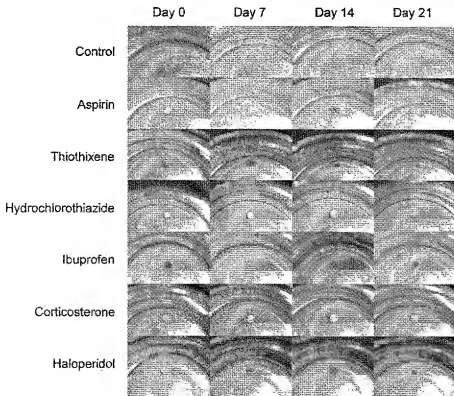 Day 0 Day 7 Day 14 Day 21
Control
Aspirin
Thiothixene
Hydrochlorothiazide
Ibuprofen
Corticosterone
Haloperidol